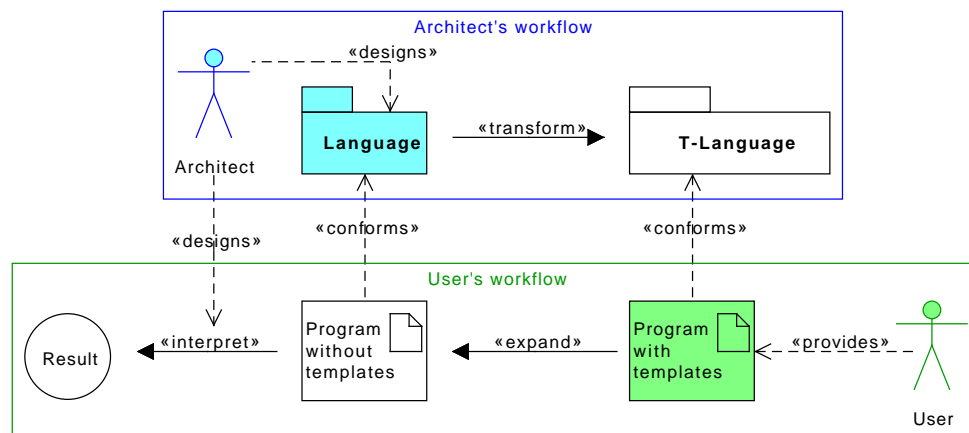 Architect's workflow
«designs»
Language
«transform»
T-Language
Architect
«designs»
«conforms»
«conforms»
User's workflow
Result
«interpret»
Program
without
templates
«expand»
Program
with
templates
«provides»
User